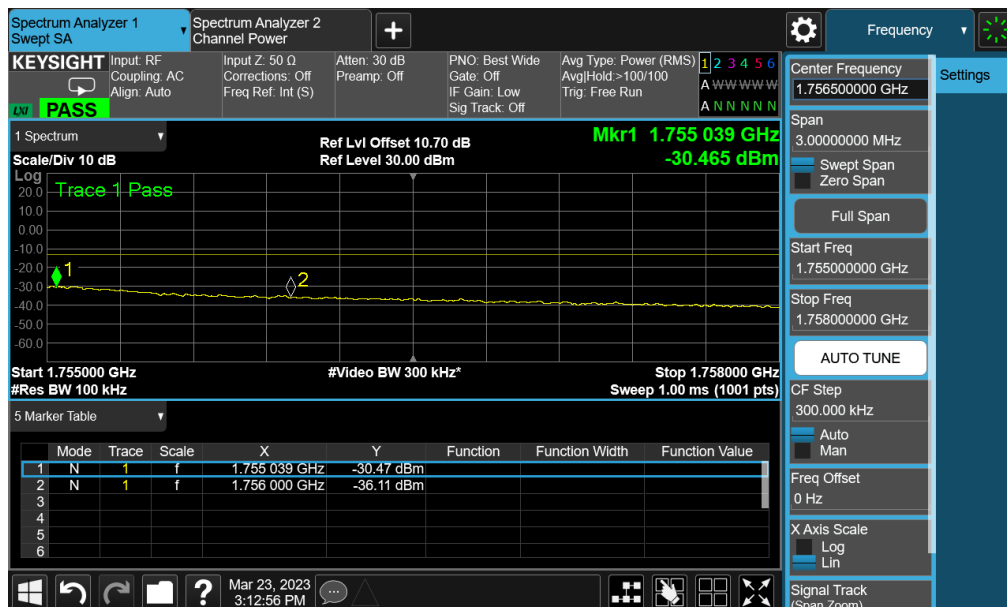 Spectrum Analyzer 1
Swept SA
Spectrum Analyzer 2
Channel Power
Frequency
KEYSIGHT
LXI
PASS
Input: RF
Coupling: AC
Align: Auto
Input Z: 50 Ω
Corrections: Off
Freq Ref: Int (S)
Atten: 30 dB
Preamp: Off
PNO: Best Wide
Gate: Off
IF Gain: Low
Sig Track: Off
Avg Type: Power (RMS)
Avg|Hold:>100/100
Trig: Free Run
1 2 3 4 5 6
A W W W W W
A N N N N N
1 Spectrum
Scale/Div 10 dB
Ref Lvl Offset 10.70 dB
Ref Level 30.00 dBm
Mkr1 1.755 039 GHz
-30.465 dBm
Log
Trace 1 Pass
20.0
10.0
0.00
-10.0
-20.0
-30.0
-40.0
-50.0
-60.0
1
2
Start 1.755000 GHz
#Res BW 100 kHz
#Video BW 300 kHz*
Stop 1.758000 GHz
Sweep 1.00 ms (1001 pts)
5 Marker Table
Mode Trace Scale X Y Function Function Width Function Value
1 N 1 f 1.755 039 GHz -30.47 dBm
2 N 1 f 1.756 000 GHz -36.11 dBm
3
4
5
6
?
Mar 23, 2023
3:12:56 PM
Center Frequency
1.756500000 GHz
Span
3.00000000 MHz
Swept Span
Zero Span
Full Span
Start Freq
1.755000000 GHz
Stop Freq
1.758000000 GHz
AUTO TUNE
CF Step
300.000 kHz
Auto
Man
Freq Offset
0 Hz
X Axis Scale
Log
Lin
Signal Track
(Span Zoom)
Settings